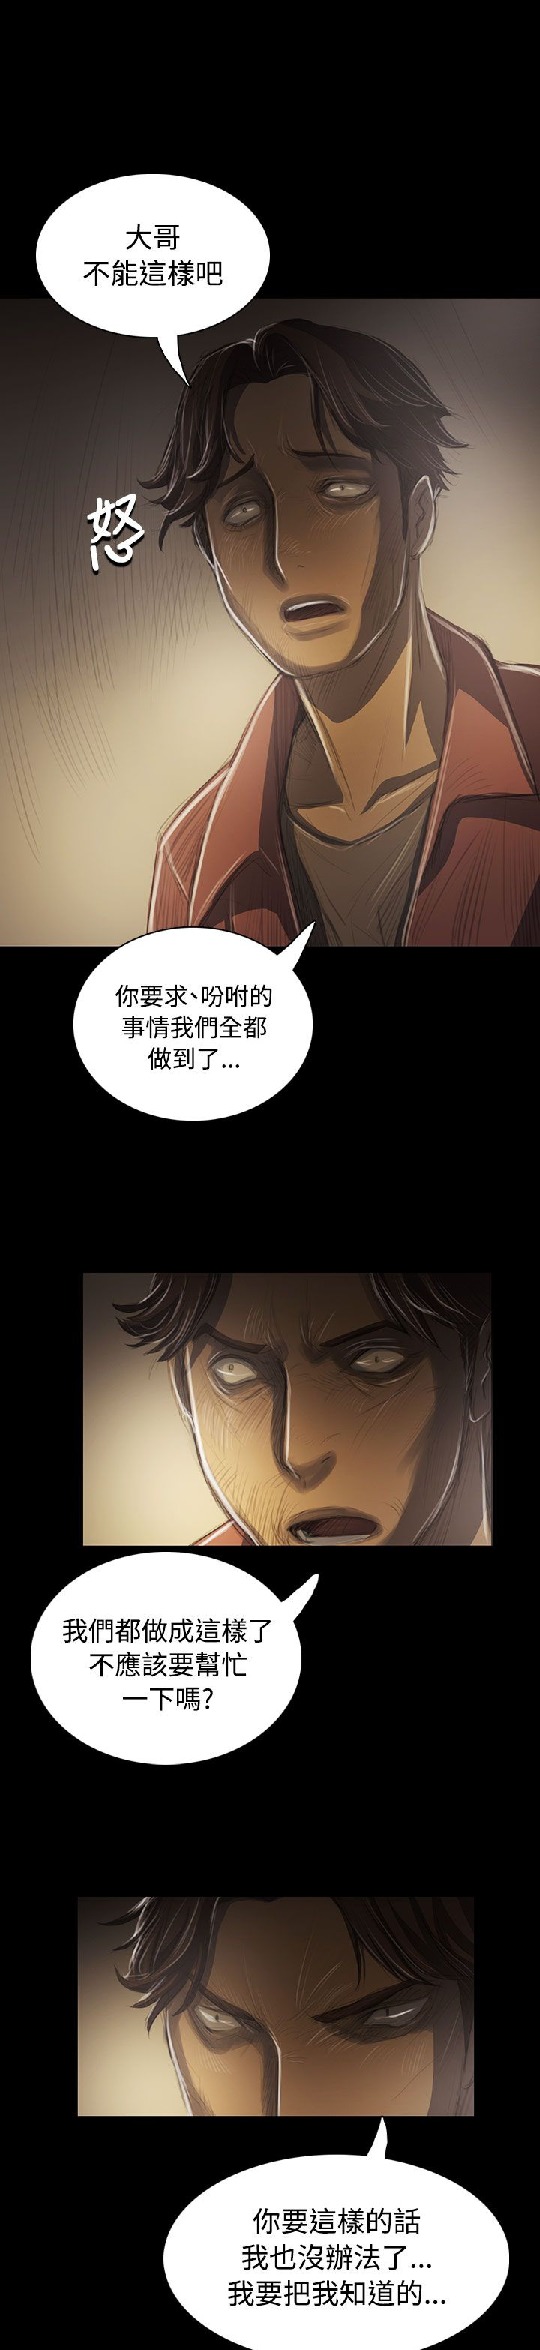 大哥
不能這樣吧
怒
你要求、吩咐的
事情我們全都
做到了...
我們都做成這樣了
不應該要幫忙
一下嗎?
你要這樣的話
我也沒辦法了...
我要把我知道的...